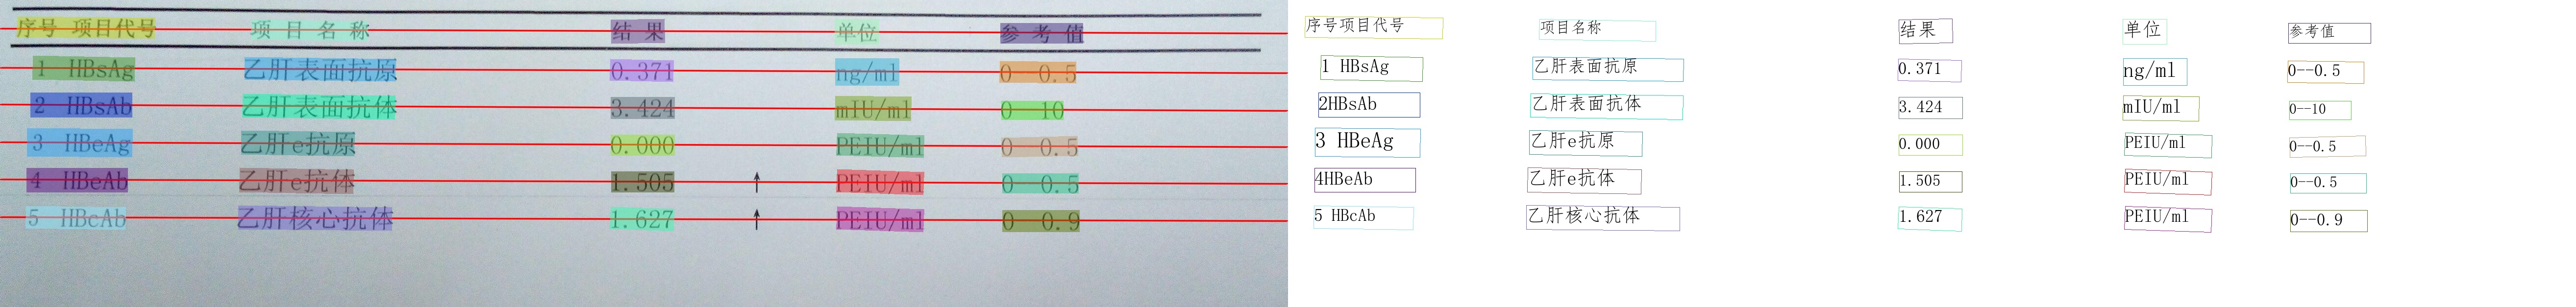 序号 项目代号 项目名称 结果 单位 参考值
1 HBsAg 乙肝表面抗原 0.371 ng/ml 0--0.5
2 HBsAb 乙肝表面抗体 3.424 mIU/ml 0--10
3 HBeAg 乙肝e抗原 0.000 PEIU/ml 0--0.5
4 HBeAb 乙肝e抗体 1.505 ↑ PEIU/ml 0--0.5
5 HBcAb 乙肝核心抗体 1.627 ↑ PEIU/ml 0--0.9
序号项目代号 项目名称 结果 单位 参考值
1 HBsAg 乙肝表面抗原 0.371 ng/ml 0--0.5
2HBsAb 乙肝表面抗体 3.424 mIU/ml 0--10
3 HBeAg 乙肝e抗原 0.000 PEIU/ml 0--0.5
4HBeAb 乙肝e抗体 1.505 PEIU/ml 0--0.5
5 HBcAb 乙肝核心抗体 1.627 PEIU/ml 0--0.9